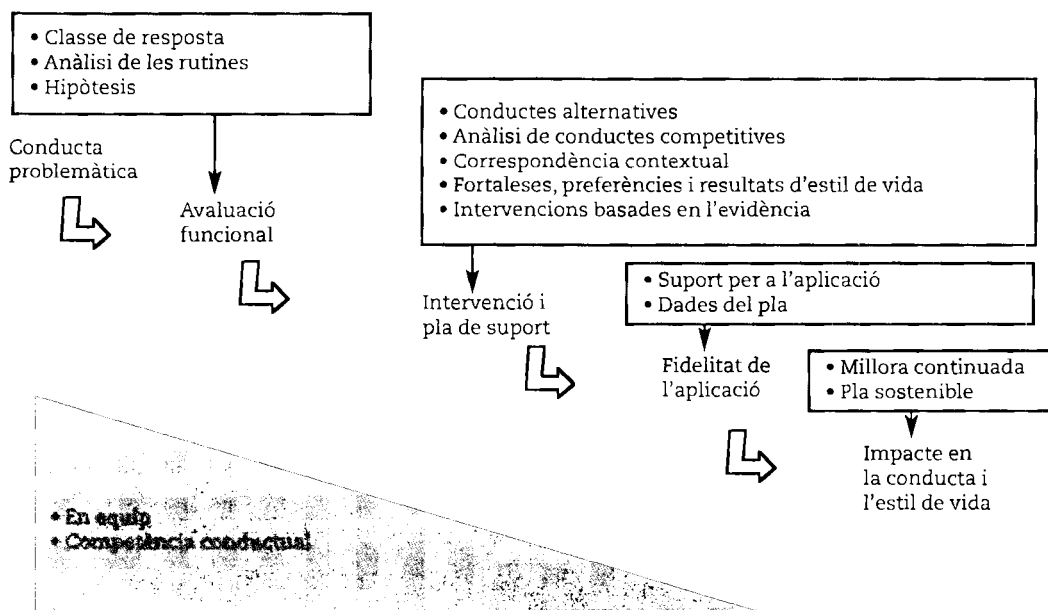 • Classe de resposta
• Anàlisi de les rutines
• Hipòtesis
Conducta
problemàtica
Avaluació
funcional
• Conductes alternatives
• Anàlisi de conductes competitives
• Correspondència contextual
• Fortaleses, preferències i resultats d'estil de vida
• Intervencions basades en l'evidència
Intervenció i
pla de suport
• Suport per a l'aplicació
• Dades del pla
Fidelitat de
l'aplicació
• Millora continuada
• Pla sostenible
Impacte en
la conducta i
l'estil de vida
• En equip
• Competència conductual